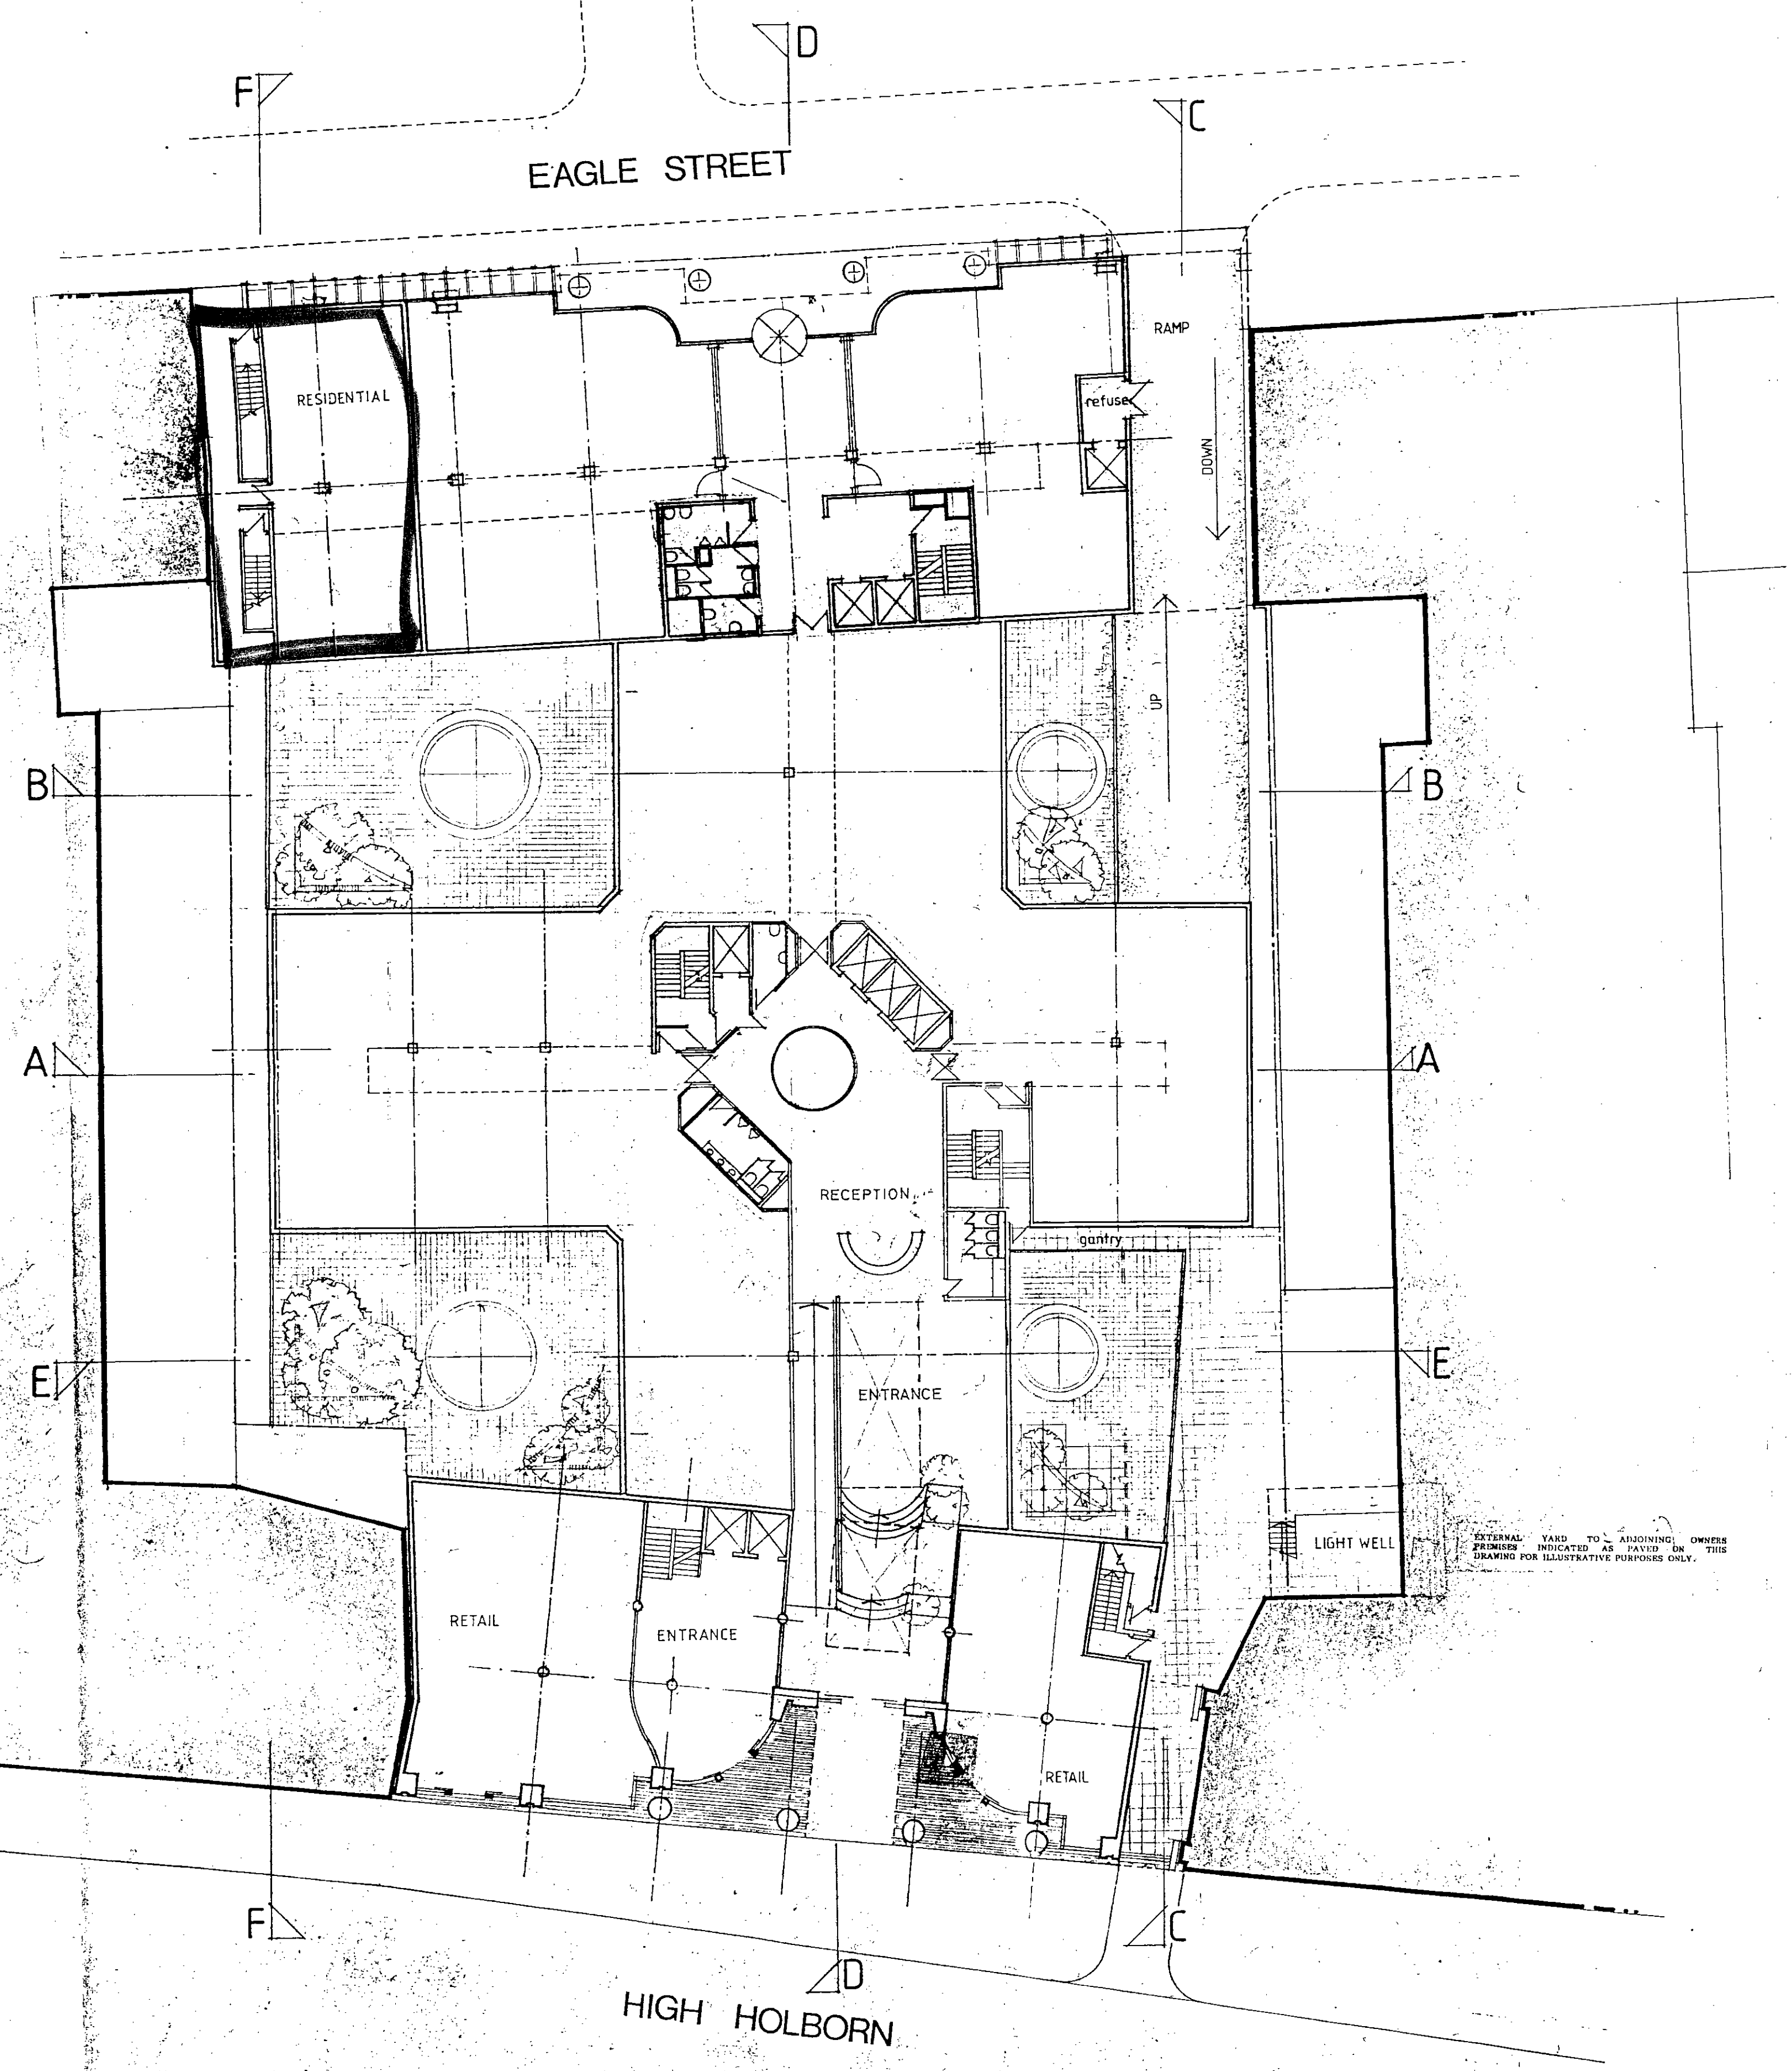 D
F
C
EAGLE STREET
RAMP
RESIDENTIAL
refuse
DOWN
UP
B
B
A
A
RECEPTION
gantry
E
ENTRANCE
E
LIGHT WELL
EXTERNAL YARD TO ADJOINING OWNERS
PREMISES INDICATED AS PAVED ON THIS
DRAWING FOR ILLUSTRATIVE PURPOSES ONLY.
RETAIL
ENTRANCE
RETAIL
F
C
D
HIGH HOLBORN